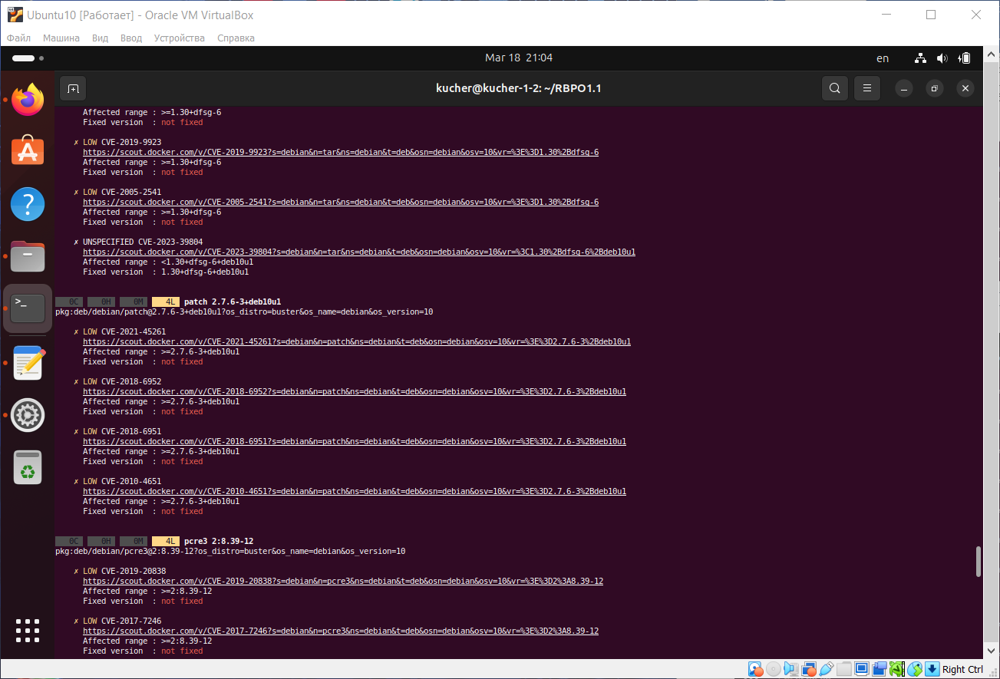 Ubuntu10 [Работает] - Oracle VM VirtualBox
Файл Машина Вид Ввод Устройства Справка
Mar 18 21:04
en
kucher@kucher-1-2: ~/RBPO1.1
Affected range : >=1.30+dfsg-6
Fixed version : not fixed
✗ LOW CVE-2019-9923
https://scout.docker.com/v/CVE-2019-9923?s=debian&n=tar&ns=debian&t=deb&osn=debian&osv=10&vr=%3E%3D1.30%2Bdfsg-6
Affected range : >=1.30+dfsg-6
Fixed version : not fixed
✗ LOW CVE-2005-2541
https://scout.docker.com/v/CVE-2005-2541?s=debian&n=tar&ns=debian&t=deb&osn=debian&osv=10&vr=%3E%3D1.30%2Bdfsg-6
Affected range : >=1.30+dfsg-6
Fixed version : not fixed
✗ UNSPECIFIED CVE-2023-39804
https://scout.docker.com/v/CVE-2023-39804?s=debian&n=tar&ns=debian&t=deb&osn=debian&osv=10&vr=%3C1.30%2Bdfsg-6%2Bdeb10u1
Affected range : <1.30+dfsg-6+deb10u1
Fixed version : 1.30+dfsg-6+deb10u1
0C 0H 0M 4L patch 2.7.6-3+deb10u1
pkg:deb/debian/patch@2.7.6-3+deb10u1?os_distro=buster&os_name=debian&os_version=10
✗ LOW CVE-2021-45261
https://scout.docker.com/v/CVE-2021-45261?s=debian&n=patch&ns=debian&t=deb&osn=debian&osv=10&vr=%3E%3D2.7.6-3%2Bdeb10u1
Affected range : >=2.7.6-3+deb10u1
Fixed version : not fixed
✗ LOW CVE-2018-6952
https://scout.docker.com/v/CVE-2018-6952?s=debian&n=patch&ns=debian&t=deb&osn=debian&osv=10&vr=%3E%3D2.7.6-3%2Bdeb10u1
Affected range : >=2.7.6-3+deb10u1
Fixed version : not fixed
✗ LOW CVE-2018-6951
https://scout.docker.com/v/CVE-2018-6951?s=debian&n=patch&ns=debian&t=deb&osn=debian&osv=10&vr=%3E%3D2.7.6-3%2Bdeb10u1
Affected range : >=2.7.6-3+deb10u1
Fixed version : not fixed
✗ LOW CVE-2010-4651
https://scout.docker.com/v/CVE-2010-4651?s=debian&n=patch&ns=debian&t=deb&osn=debian&osv=10&vr=%3E%3D2.7.6-3%2Bdeb10u1
Affected range : >=2.7.6-3+deb10u1
Fixed version : not fixed
0C 0H 0M 4L pcre3 2:8.39-12
pkg:deb/debian/pcre3@2:8.39-12?os_distro=buster&os_name=debian&os_version=10
✗ LOW CVE-2019-20838
https://scout.docker.com/v/CVE-2019-20838?s=debian&n=pcre3&ns=debian&t=deb&osn=debian&osv=10&vr=%3E%3D2%3A8.39-12
Affected range : >=2:8.39-12
Fixed version : not fixed
✗ LOW CVE-2017-7246
https://scout.docker.com/v/CVE-2017-7246?s=debian&n=pcre3&ns=debian&t=deb&osn=debian&osv=10&vr=%3E%3D2%3A8.39-12
Affected range : >=2:8.39-12
Fixed version : not fixed
Right Ctrl